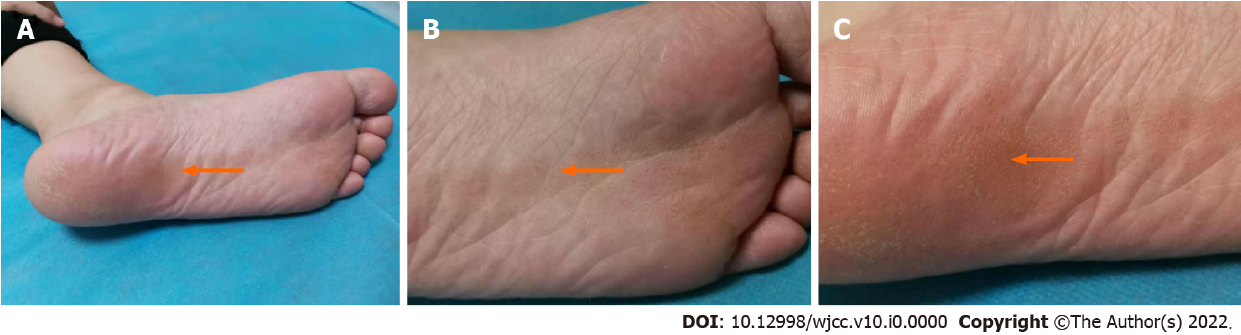 A
B
C
DOI: 10.12998/wjcc.v10.i0.0000 Copyright ©The Author(s) 2022.